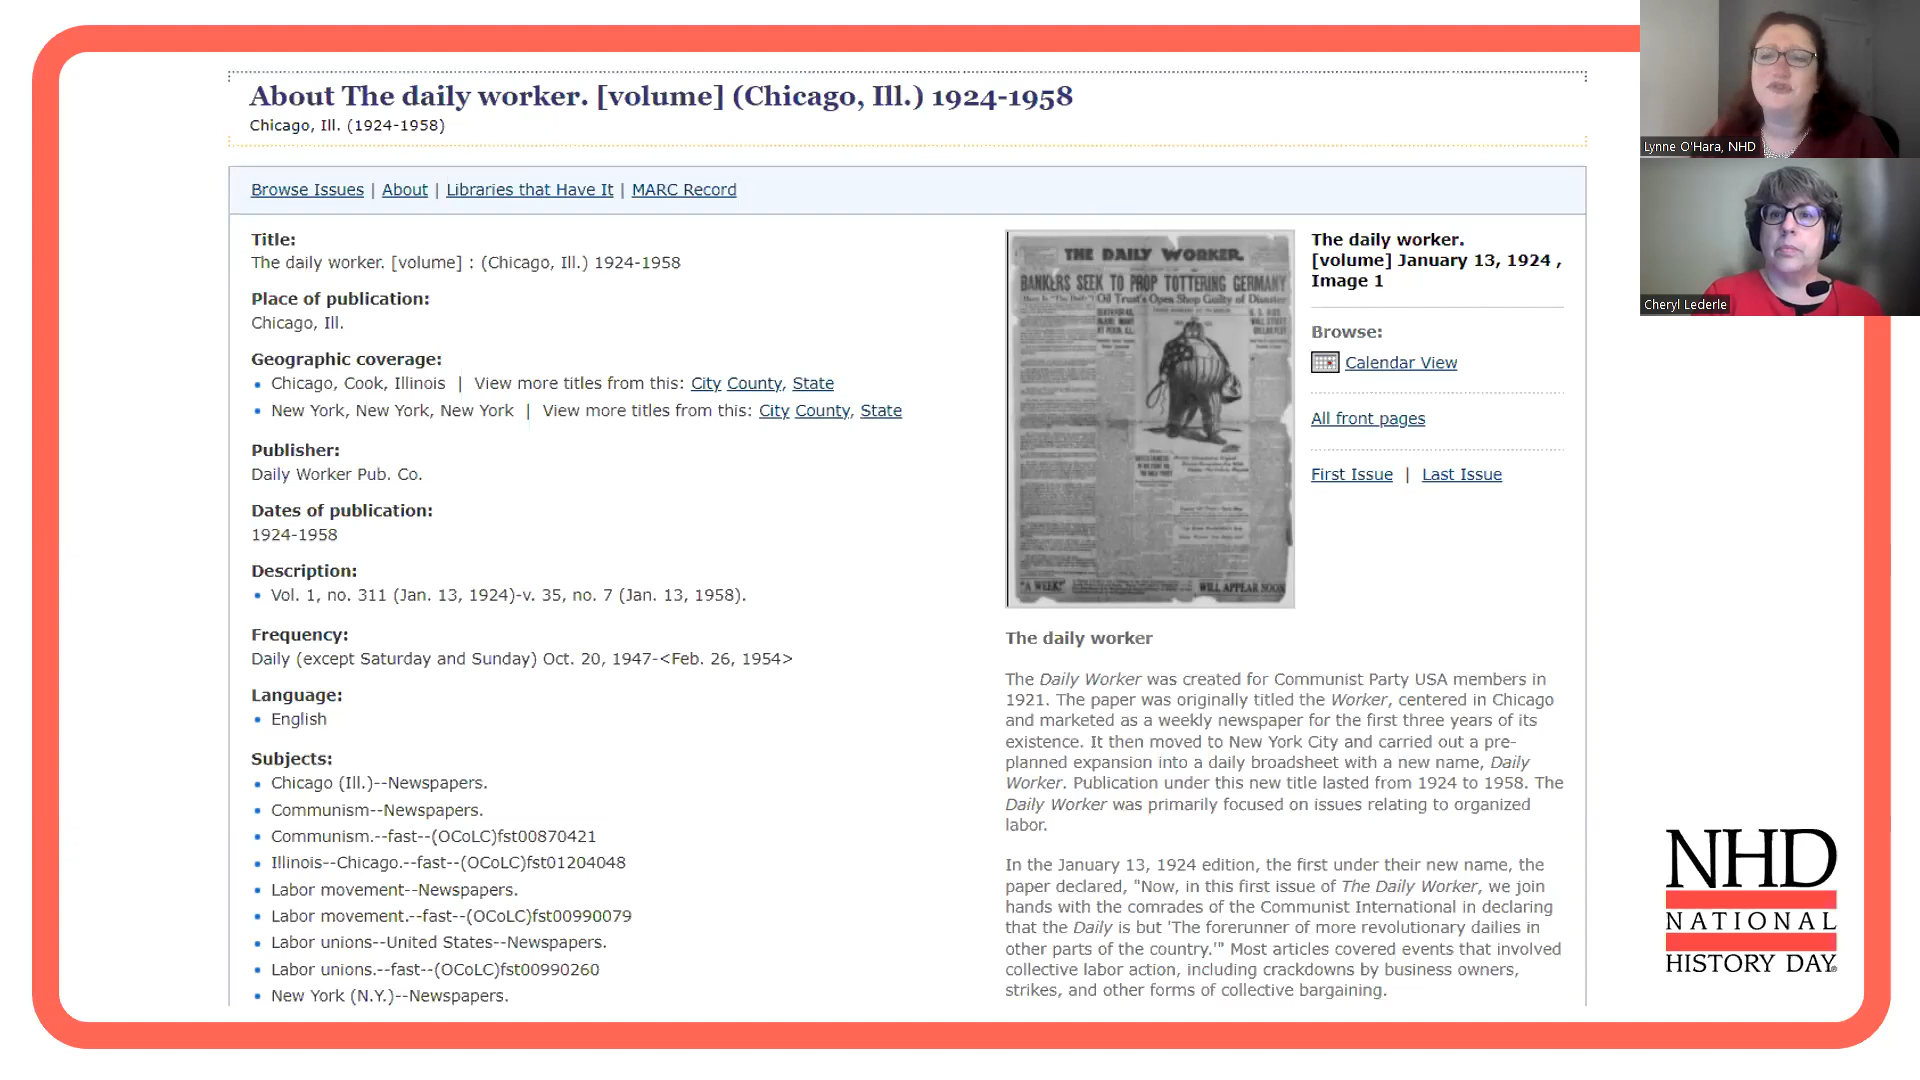 About The daily worker. [volume] (Chicago, Ill.) 1924-1958
Chicago, Ill. (1924-1958)
Browse Issues | About | Libraries that Have It | MARC Record
Title:
The daily worker. [volume] : (Chicago, Ill.) 1924-1958
Place of publication:
Chicago, Ill.
Geographic coverage:
Chicago, Cook, Illinois | View more titles from this: City County, State
New York, New York, New York | View more titles from this: City County, State
Publisher:
Daily Worker Pub. Co.
Dates of publication:
1924-1958
Description:
Vol. 1, no. 311 (Jan. 13, 1924)-v. 35, no. 7 (Jan. 13, 1958).
Frequency:
Daily (except Saturday and Sunday) Oct. 20, 1947-<Feb. 26, 1954>
Language:
English
Subjects:
Chicago (Ill.)--Newspapers.
Communism--Newspapers.
Communism.--fast--(OCoLC)fst00870421
Illinois--Chicago.--fast--(OCoLC)fst01204048
Labor movement--Newspapers.
Labor movement.--fast--(OCoLC)fst00990079
Labor unions--United States--Newspapers.
Labor unions.--fast--(OCoLC)fst00990260
New York (N.Y.)--Newspapers.
THE DAILY WORKER.
BANKERS SEEK TO PROP TOTTERING GERMANY
Oil Trust's Open Shop Guilty of Disaster
"A WEEK"
WILL APPEAR SOON
The daily worker.
[volume] January 13, 1924 ,
Image 1
Browse:
Calendar View
All front pages
First Issue | Last Issue
The daily worker
The Daily Worker was created for Communist Party USA members in
1921. The paper was originally titled the Worker, centered in Chicago
and marketed as a weekly newspaper for the first three years of its
existence. It then moved to New York City and carried out a pre-
planned expansion into a daily broadsheet with a new name, Daily
Worker. Publication under this new title lasted from 1924 to 1958. The
Daily Worker was primarily focused on issues relating to organized
labor.
In the January 13, 1924 edition, the first under their new name, the
paper declared, "Now, in this first issue of The Daily Worker, we join
hands with the comrades of the Communist International in declaring
that the Daily is but 'The forerunner of more revolutionary dailies in
other parts of the country.'" Most articles covered events that involved
collective labor action, including crackdowns by business owners,
strikes, and other forms of collective bargaining.
Lynne O'Hara, NHD
Cheryl Lederle
NHD
NATIONAL
HISTORY DAY®